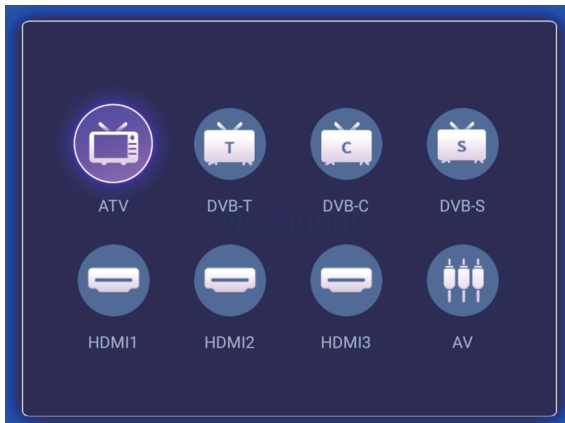 T
C
S
ATV
DVB-T
DVB-C
DVB-S
No Signal
HDMI1
HDMI2
HDMI3
AV